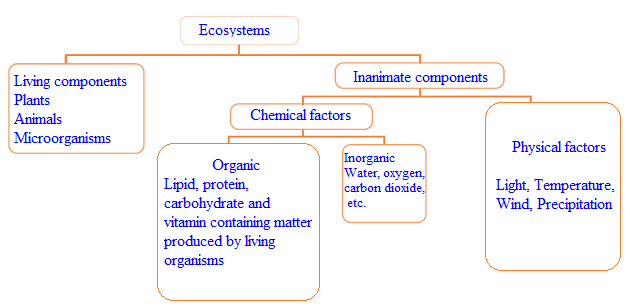 Ecosystems
Living components
Plants
Animals
Microorganisms
Inanimate components
Chemical factors
Organic
Lipid, protein,
carbohydrate and
vitamin containing matter
produced by living
organisms
Inorganic
Water, oxygen,
carbon dioxide,
etc.
Physical factors
Light, Temperature,
Wind, Precipitation